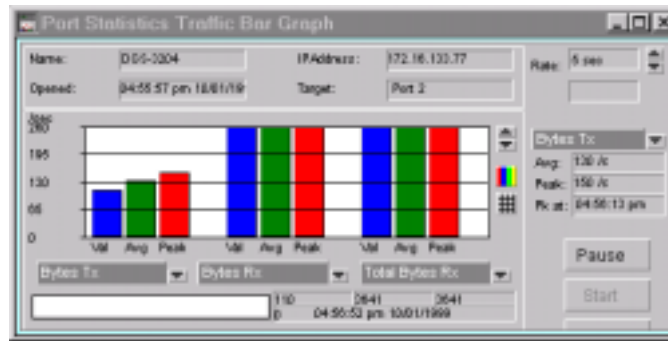 Port Statistics Traffic Bar Graph
Name: DGS-3204 IP Address: 172.16.133.77 Rate: 5 sec
Opened: 04:55:57 pm 10/01/19 Target: Port 2
/sec
260
195
130
65
0
Val Avg Peak Val Avg Peak Val Avg Peak
Bytes Tx
Avg: 130 /s
Peak: 150 /s
Pk at: 04:56:13 pm
Bytes Tx Bytes Rx Total Bytes Rx
Pause
Start
110 3641 3641
0 04:56:53 pm 10/01/1999